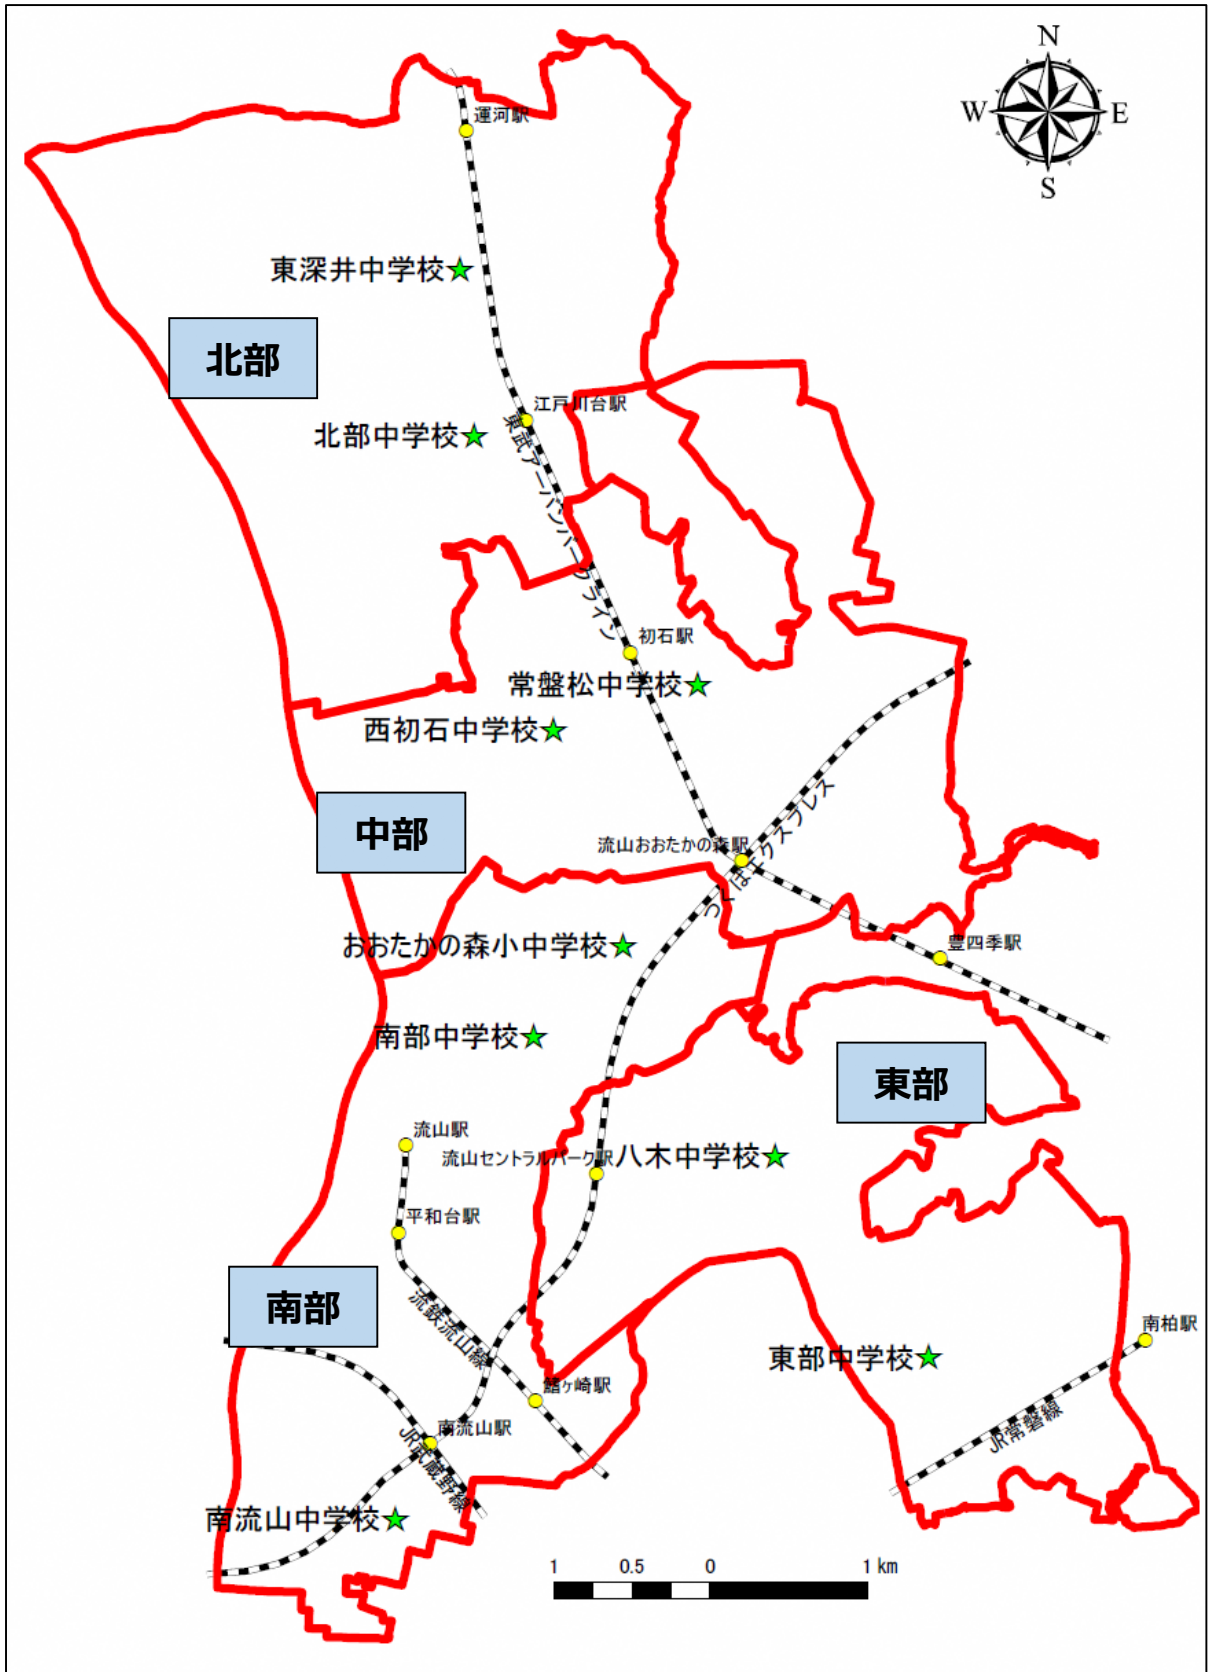 N
W
E
S
運河駅
東深井中学校
北部
江戸川台駅
北部中学校
東武アーバンパークライン
初石駅
常盤松中学校
西初石中学校
つくばエクスプレス
中部
流山おおたかの森駅
おおたかの森小中学校
豊四季駅
南部中学校
東部
流山駅
流山セントラルパーク駅
八木中学校
平和台駅
南部
流鉄流山線
南柏駅
東部中学校
鰭ヶ崎駅
南流山駅
JR武蔵野線
JR常磐線
南流山中学校
1 0.5 0 1 km